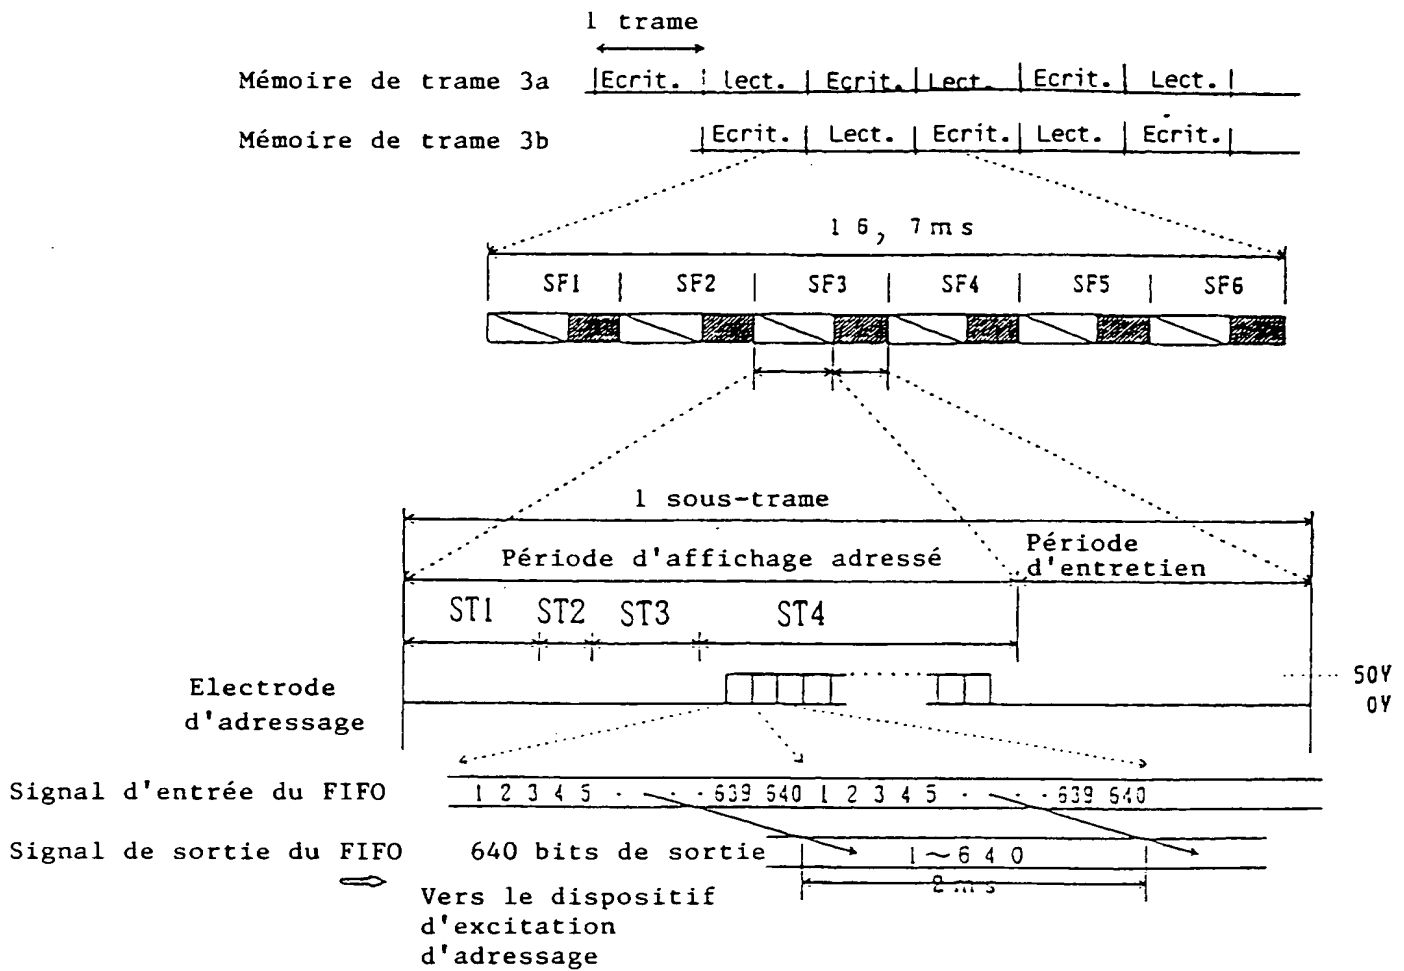 1 trame
Mémoire de trame 3a Ecrit. lect. Ecrit. Lect. Ecrit. Lect.
Mémoire de trame 3b Ecrit. Lect. Ecrit. Lect. Ecrit.
16, 7ms
SF1 SF2 SF3 SF4 SF5 SF6
1 sous-trame
Période d'affichage adressé
Période
d'entretien
ST1 ST2 ST3 ST4
Electrode
d'adressage
50V
0V
Signal d'entrée du FIFO 1 2 3 4 5 · · · 639 640 1 2 3 4 5 · · · 639 640
Signal de sortie du FIFO 640 bits de sortie 1~640
2ms
Vers le dispositif
d'excitation
d'adressage